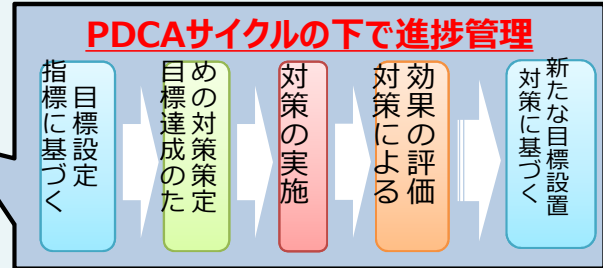 PDCAサイクルの下で進捗管理
指標に基づく
目標設定
目標達成のた
めの対策策定
対策の実施
対策による
効果の評価
対策に基づく
新たな目標設置